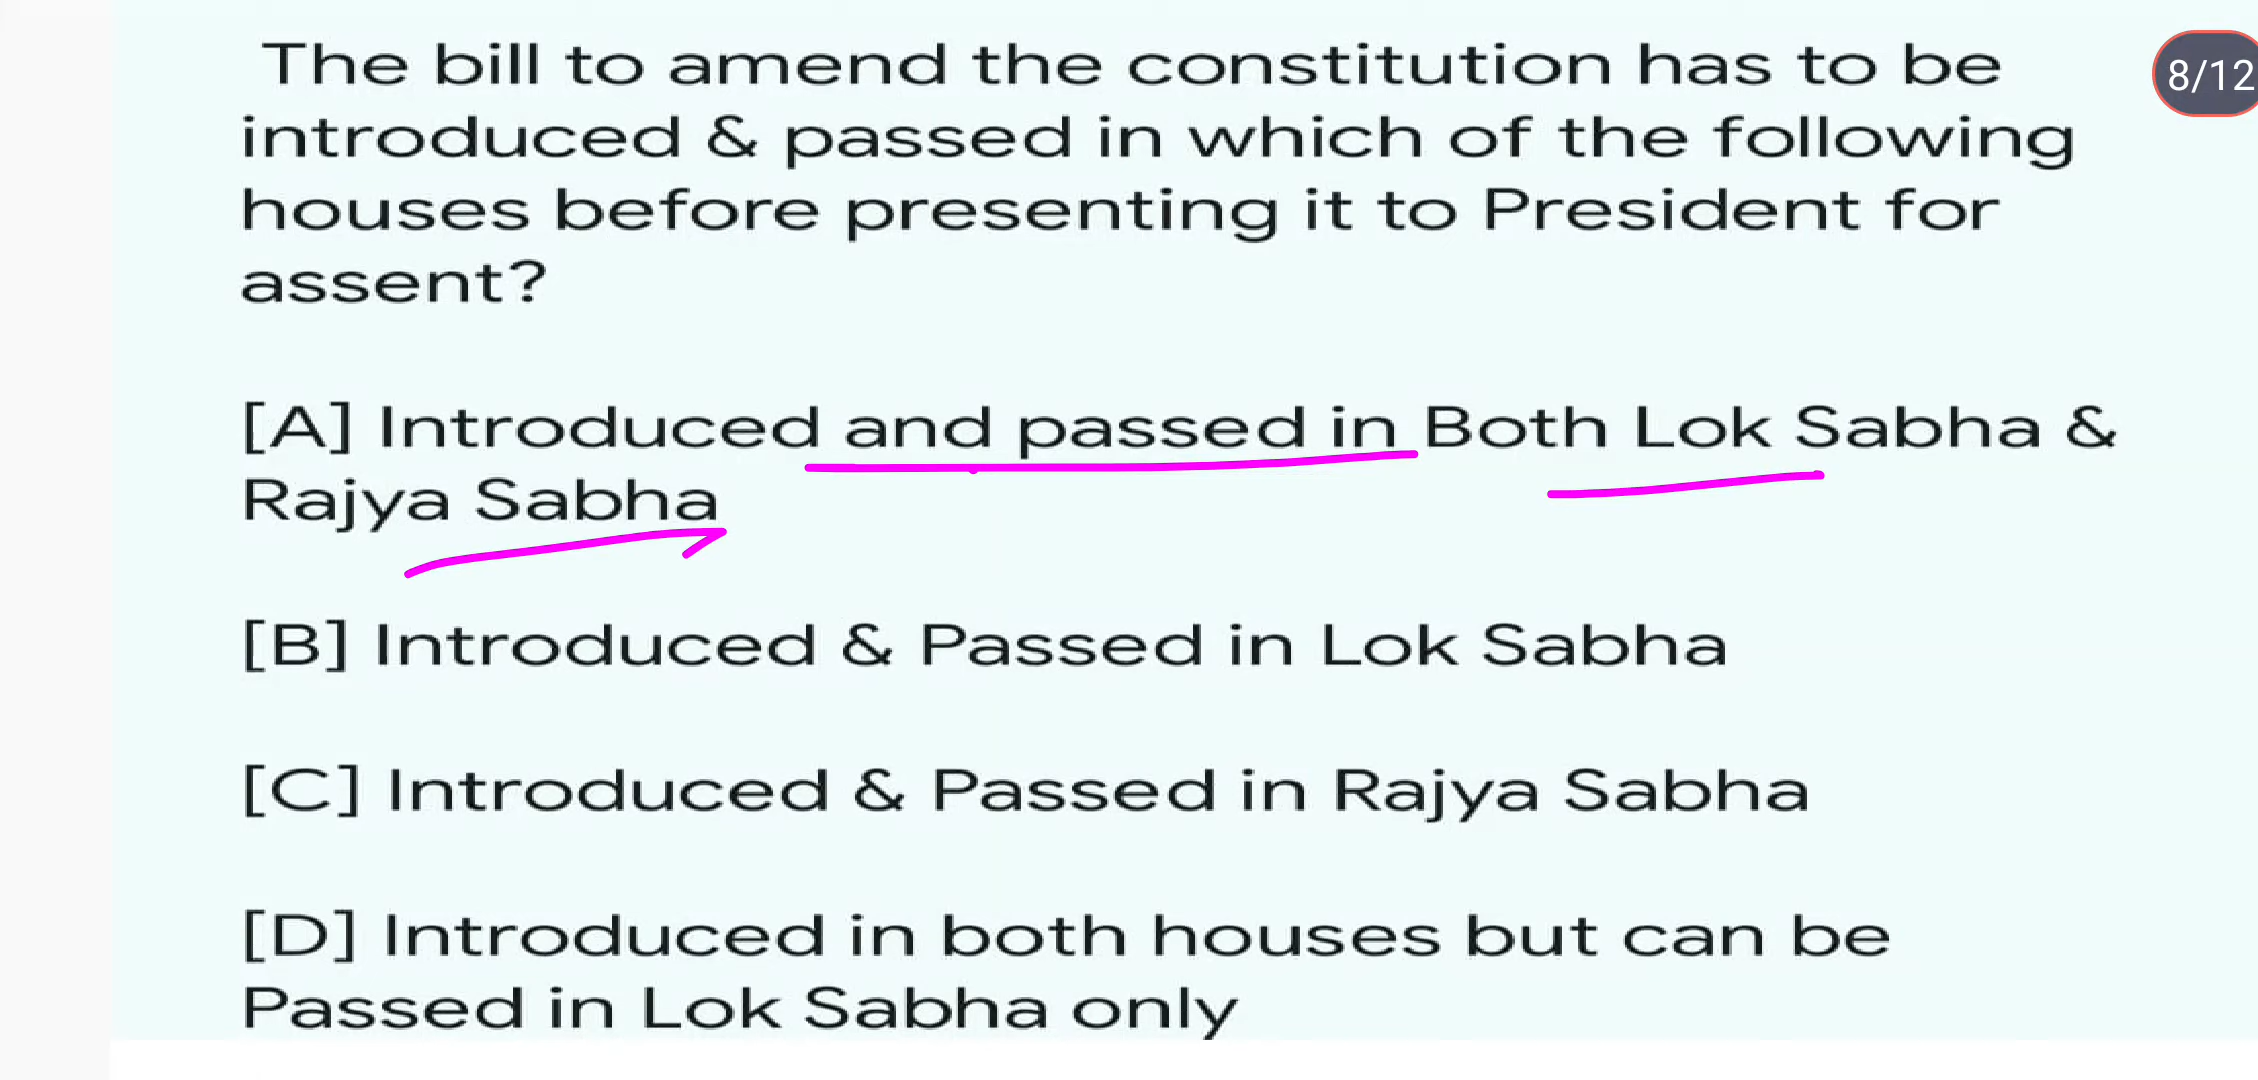 The bill to amend the constitution has to be
8/12
introduced & passed in which of the following
houses before presenting it to President for
assent?
[A] Introduced and passed in Both Lok Sabha &
Rajya Sabha
[B] Introduced & Passed in Lok Sabha
[C] Introduced & Passed in Rajya Sabha
[D] Introduced in both houses but can be
Passed in Lok Sabha only